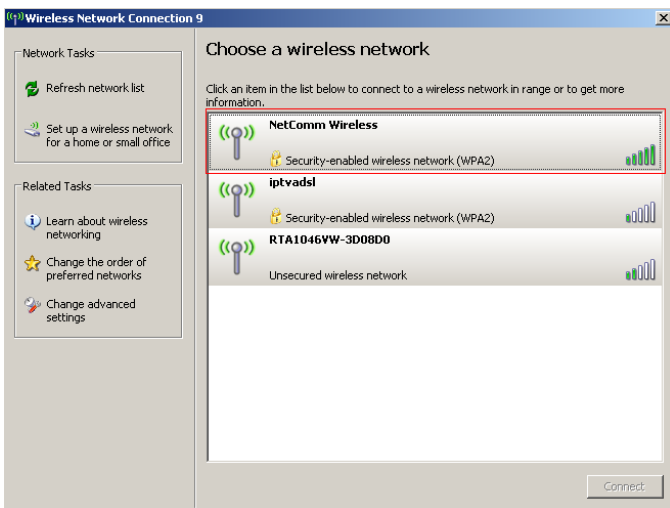 Wireless Network Connection 9
Network Tasks
Refresh network list
Set up a wireless network
for a home or small office
Related Tasks
Learn about wireless
networking
Change the order of
preferred networks
Change advanced
settings
Choose a wireless network
Click an item in the list below to connect to a wireless network in range or to get more
information.
NetComm Wireless
Security-enabled wireless network (WPA2)
iptvadsl
Security-enabled wireless network (WPA2)
RTA1046VW-3D08D0
Unsecured wireless network
Connect